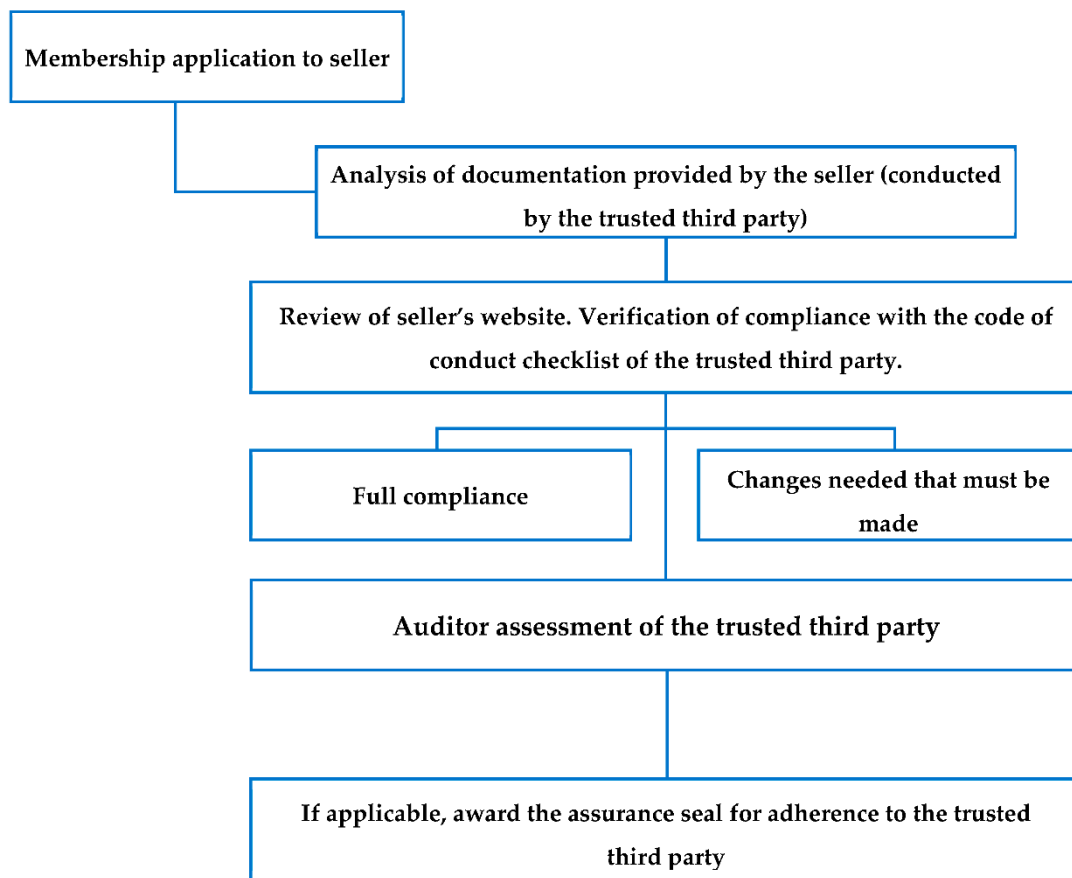 Membership application to seller
Analysis of documentation provided by the seller (conducted
by the trusted third party)
Review of seller’s website. Verification of compliance with the code of
conduct checklist of the trusted third party.
Full compliance
Changes needed that must be
made
Auditor assessment of the trusted third party
If applicable, award the assurance seal for adherence to the trusted
third party